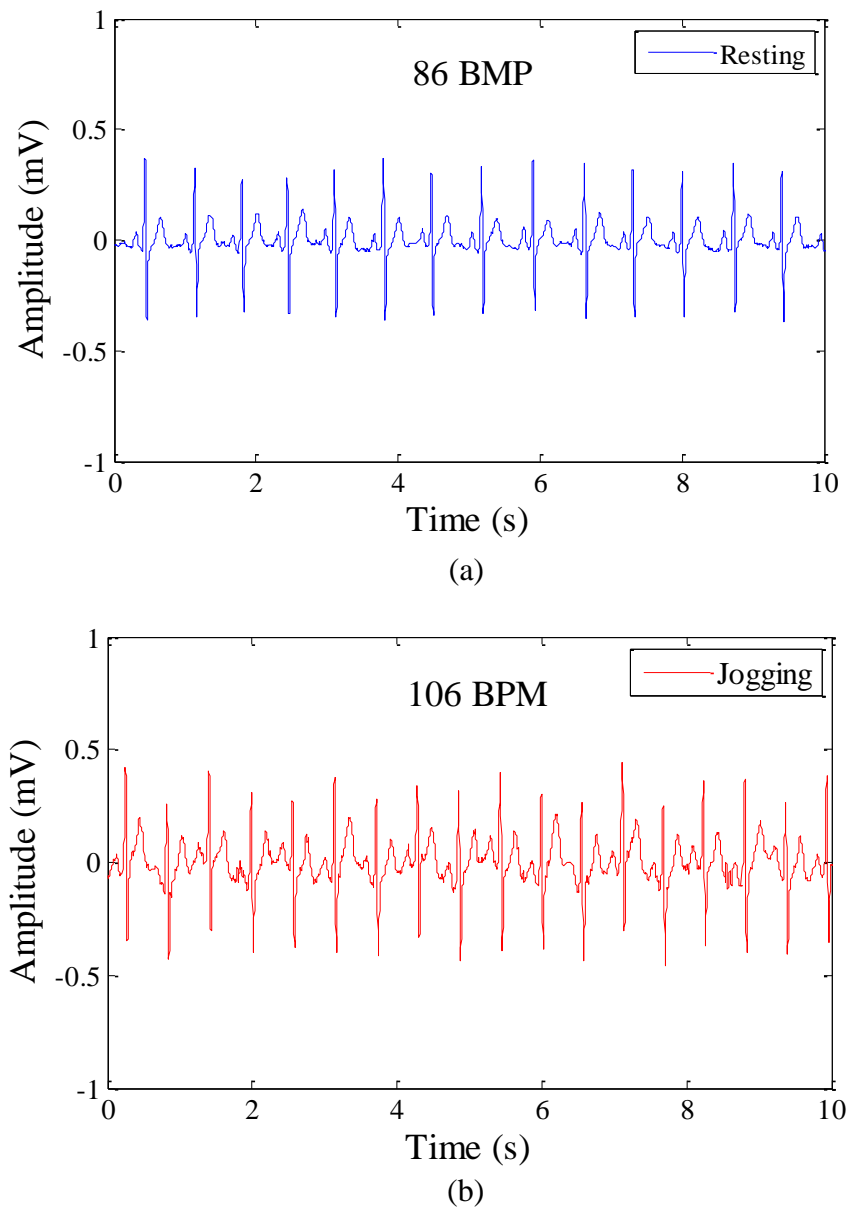 1
Resting
86 BMP
0.5
0
-0.5
-1
Amplitude (mV)
0 2 4 6 8 10
Time (s)
(a)
1
Jogging
106 BPM
0.5
0
-0.5
-1
Amplitude (mV)
0 2 4 6 8 10
Time (s)
(b)